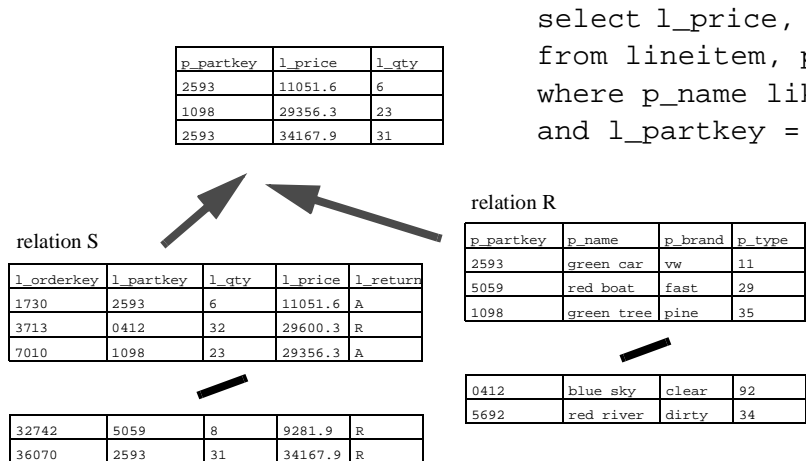 select l_price,
from lineitem,
where p_name
and l_partkey =
p_partkey l_price l_qty
2593 11051.6 6
1098 29356.3 23
2593 34167.9 31
relation S
l_orderkey l_partkey l_qty l_price l_return
1730 2593 6 11051.6 A
3713 0412 32 29600.3 R
7010 1098 23 29356.3 A
32742 5059 8 9281.9 R
36070 2593 31 34167.9 R
relation R
p_partkey p_name p_brand p_type
2593 green car vw 11
5059 red boat fast 29
1098 green tree pine 35
0412 blue sky clear 92
5692 red river dirty 34